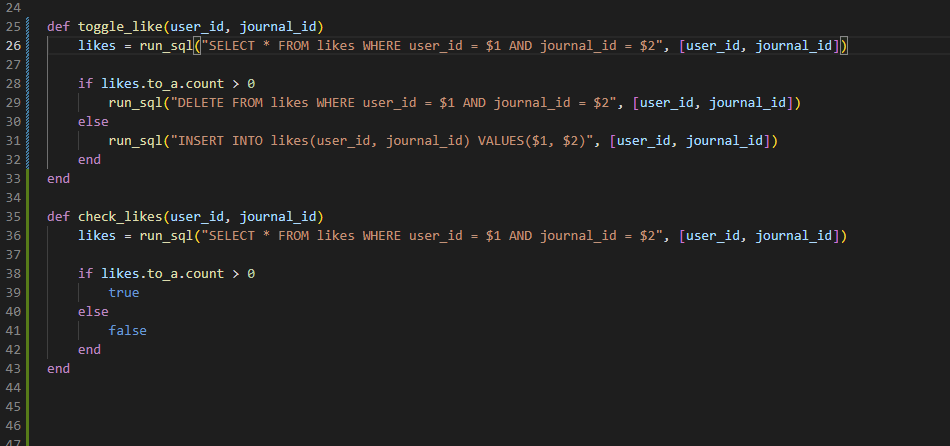 24
25 def toggle_like(user_id, journal_id)
26     likes = run_sql("SELECT * FROM likes WHERE user_id = $1 AND journal_id = $2", [user_id, journal_id])
27
28     if likes.to_a.count > 0
29         run_sql("DELETE FROM likes WHERE user_id = $1 AND journal_id = $2", [user_id, journal_id])
30     else
31         run_sql("INSERT INTO likes(user_id, journal_id) VALUES($1, $2)", [user_id, journal_id])
32     end
33 end
34
35 def check_likes(user_id, journal_id)
36     likes = run_sql("SELECT * FROM likes WHERE user_id = $1 AND journal_id = $2", [user_id, journal_id])
37
38     if likes.to_a.count > 0
39         true
40     else
41         false
42     end
43 end
44
45
46
47